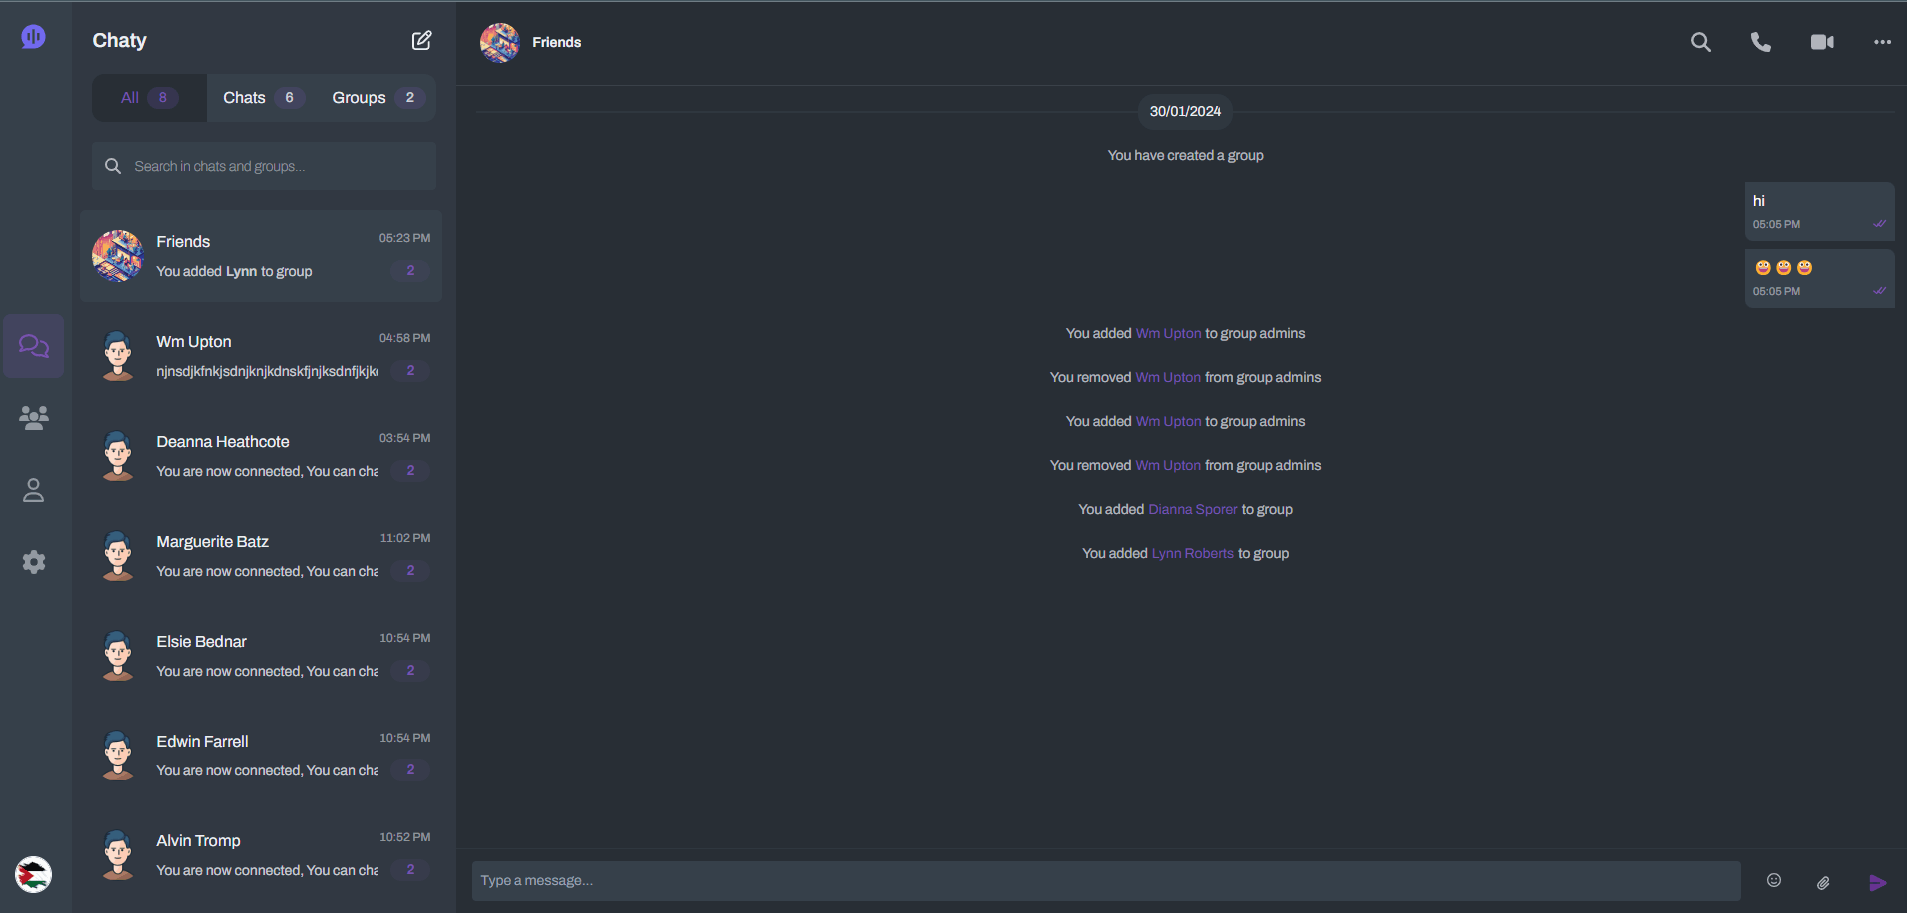 Chaty
All 8 Chats 6 Groups 2
Search in chats and groups...
Friends 05:23 PM
You added Lynn to group 2
Wm Upton 04:58 PM
2
Deanna Heathcote 03:54 PM
You are now connected, You can cha 2
Marguerite Batz 11:02 PM
You are now connected, You can cha 2
Elsie Bednar 10:54 PM
You are now connected, You can cha 2
Edwin Farrell 10:54 PM
You are now connected, You can cha 2
Alvin Tromp 10:52 PM
You are now connected, You can cha 2
Friends
30/01/2024
You have created a group
hi
05:05 PM
😀😀😀
05:05 PM
You added Wm Upton to group admins
You removed Wm Upton from group admins
You added Wm Upton to group admins
You removed Wm Upton from group admins
You added Dianna Sporer to group
You added Lynn Roberts to group
Type a message...